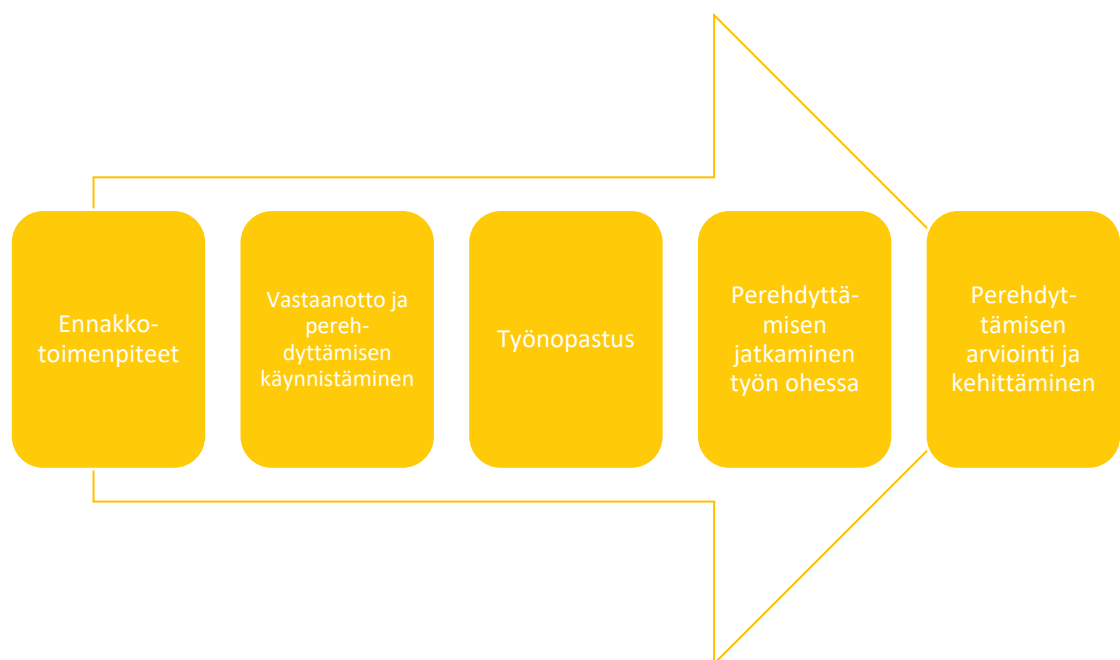 Ennakko-
toimenpiteet
Vastaanotto ja
pereh-
dyttämisen
käynnistäminen
Työnopastus
Perehdyttä-
misen
jatkaminen
työn ohessa
Perehdyt-
tämisen
arviointi ja
kehittäminen